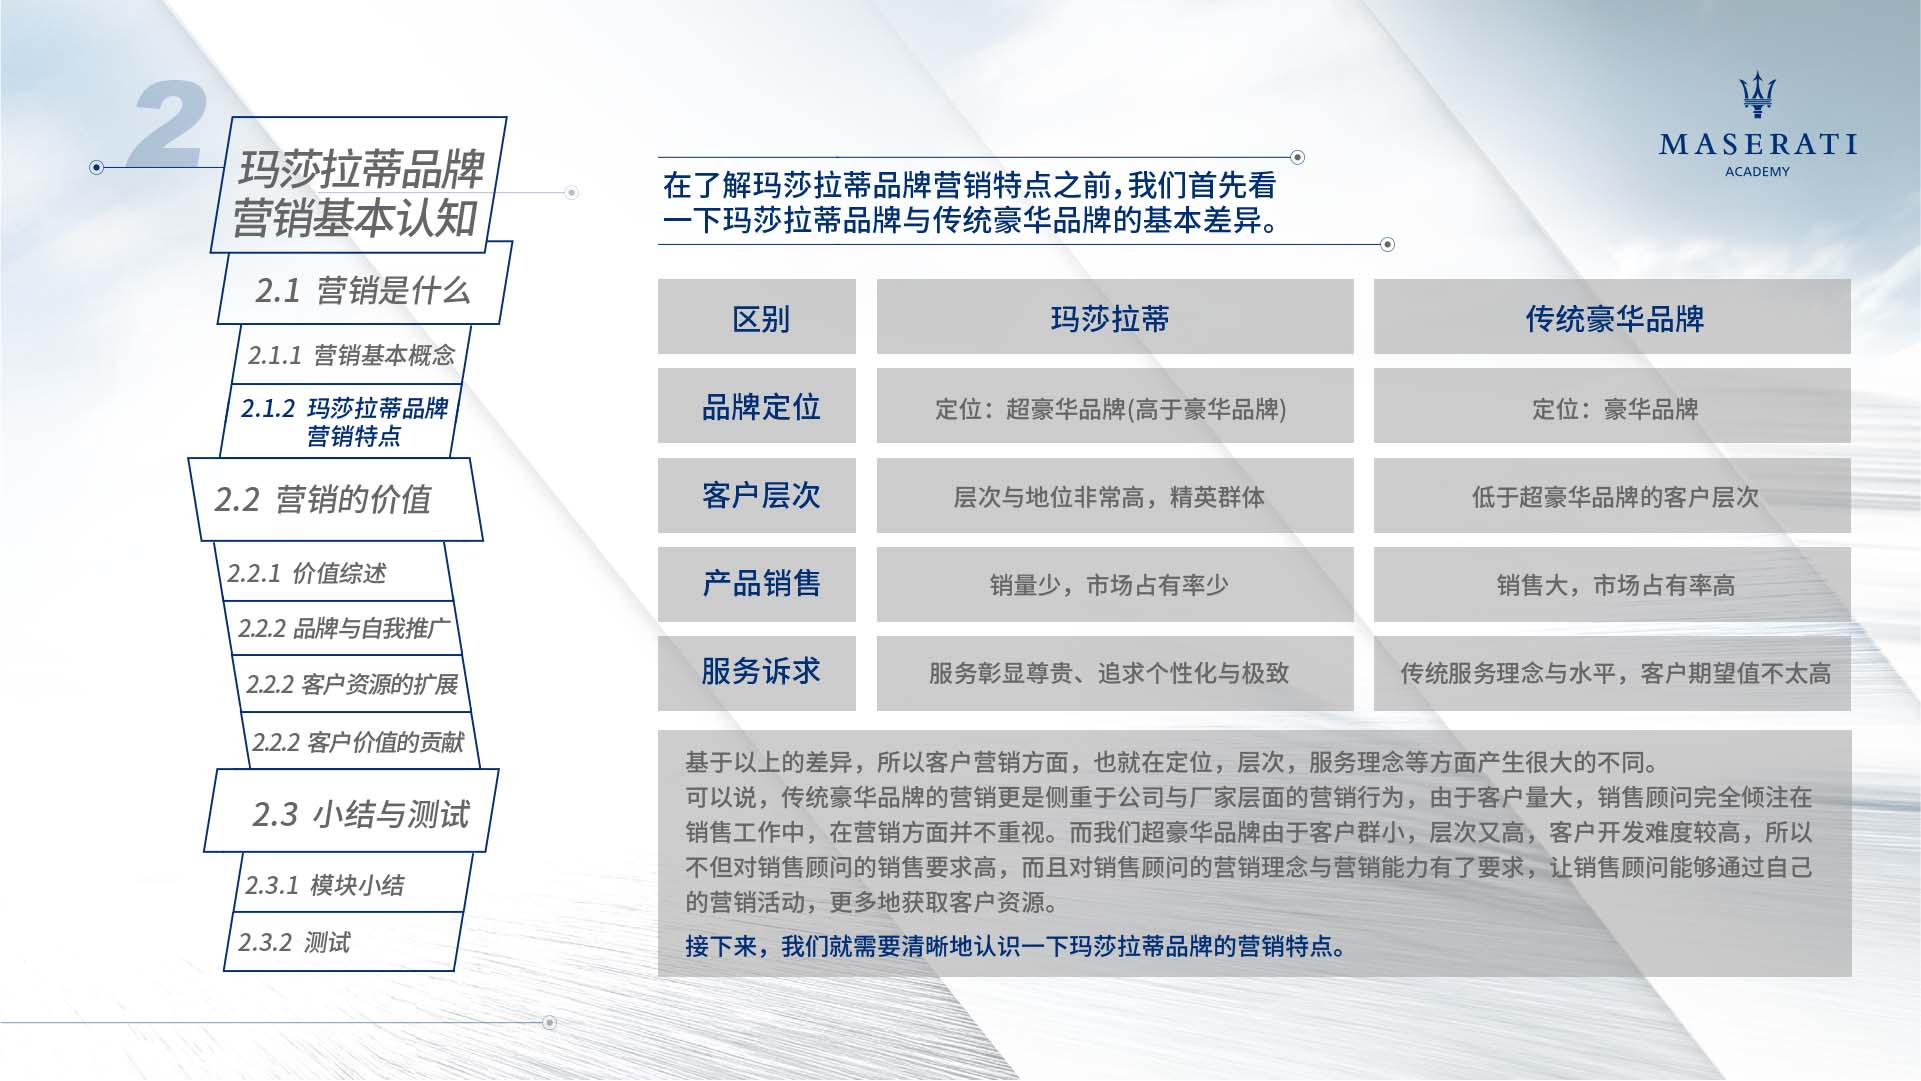 2
玛莎拉蒂品牌
营销基本认知
2.1 营销是什么
2.1.1 营销基本概念
2.1.2 玛莎拉蒂品牌
营销特点
2.2 营销的价值
2.2.1 价值综述
2.2.2 品牌与自我推广
2.2.2 客户资源的扩展
2.2.2 客户价值的贡献
2.3 小结与测试
2.3.1 模块小结
2.3.2 测试
MASERATI
ACADEMY
在了解玛莎拉蒂品牌营销特点之前，我们首先看
一下玛莎拉蒂品牌与传统豪华品牌的基本差异。
区别 玛莎拉蒂 传统豪华品牌
品牌定位 定位：超豪华品牌(高于豪华品牌) 定位：豪华品牌
客户层次 层次与地位非常高，精英群体 低于超豪华品牌的客户层次
产品销售 销量少，市场占有率少 销售大，市场占有率高
服务诉求 服务彰显尊贵、追求个性化与极致 传统服务理念与水平，客户期望值不太高
基于以上的差异，所以客户营销方面，也就在定位，层次，服务理念等方面产生很大的不同。
可以说，传统豪华品牌的营销更是侧重于公司与厂家层面的营销行为，由于客户量大，销售顾问完全倾注在
销售工作中，在营销方面并不重视。而我们超豪华品牌由于客户群小，层次又高，客户开发难度较高，所以
不但对销售顾问的销售要求高，而且对销售顾问的营销理念与营销能力有了要求，让销售顾问能够通过自己
的营销活动，更多地获取客户资源。
接下来，我们就需要清晰地认识一下玛莎拉蒂品牌的营销特点。